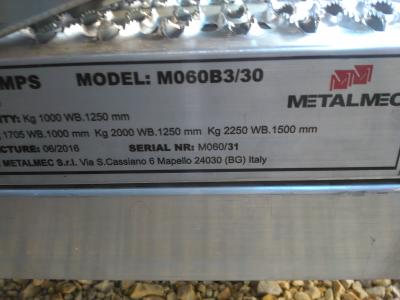 MPS MODEL: M060B3/30
METALMEC
ITY: Kg 1000 WB.1250 mm
1705 WB.1000 mm Kg 2000 WB.1250 mm Kg 2250 WB.1500 mm
CTURE: 06/2016 SERIAL NR: M060/31
METALMEC S.r.l. Via S.Cassiano 6 Mapello 24030 (BG) Italy